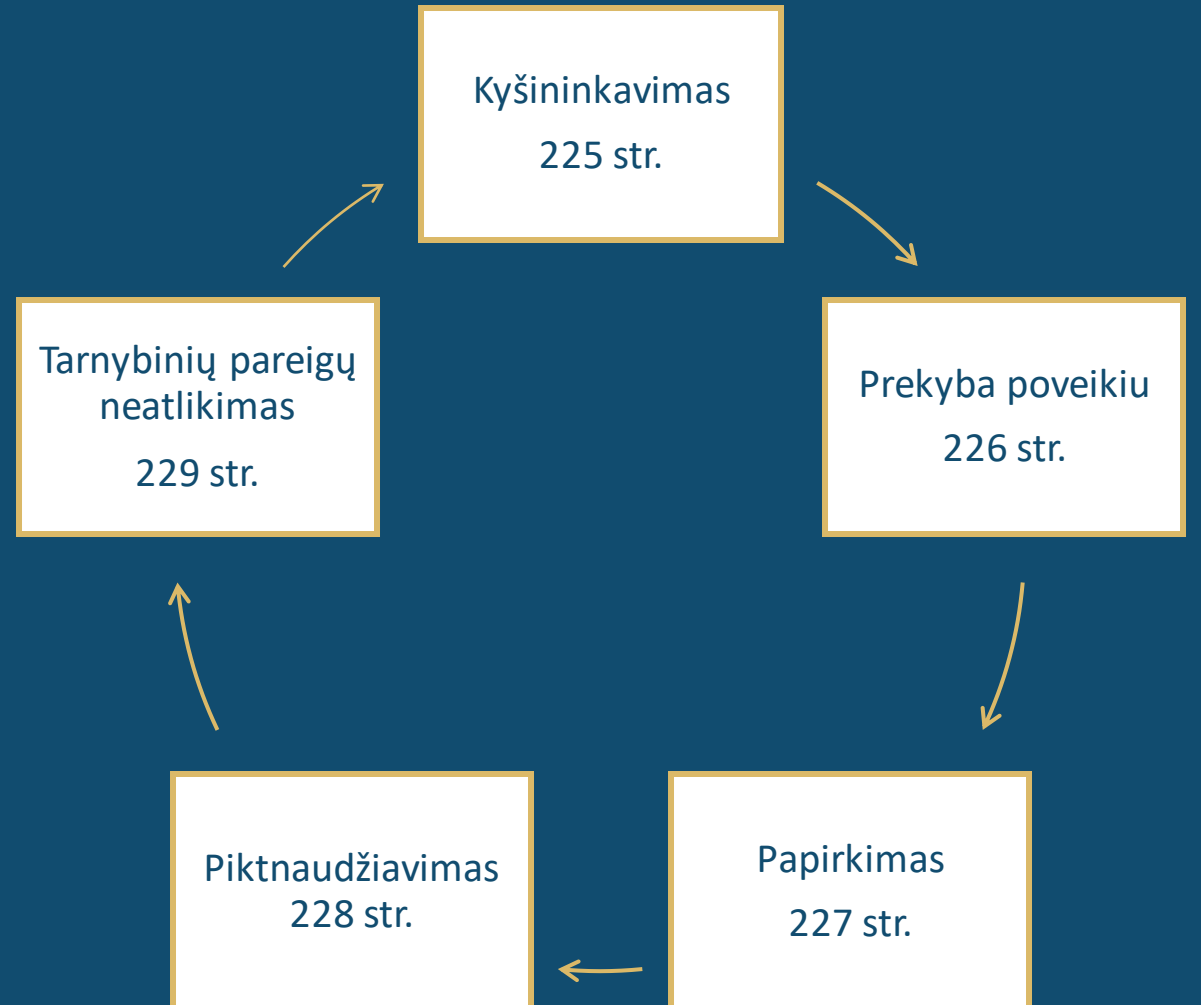 Kyšininkavimas
225 str.
Prekyba poveikiu
226 str.
Papirkimas
227 str.
Piktnaudžiavimas
228 str.
Tarnybinių pareigų
neatlikimas
229 str.